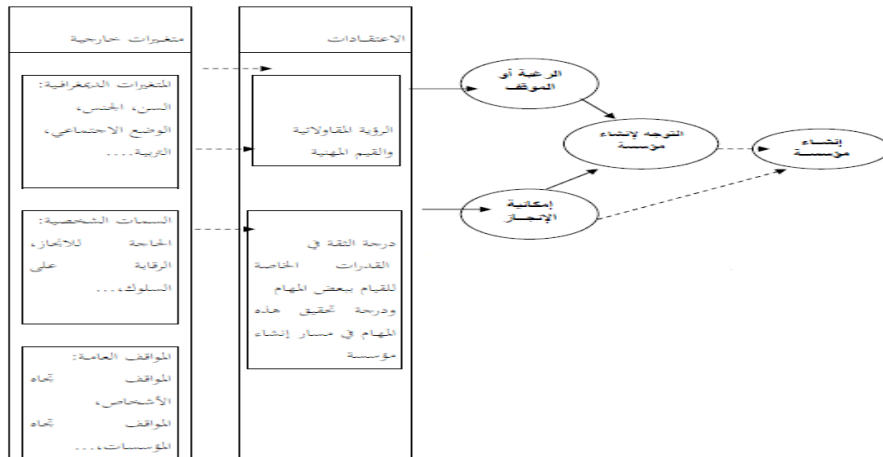 متغيرات خارجية
المتغيرات الديمغرافية:
السن، الجنس،
الوضع الاجتماعي،
التربية....
السمات الشخصية:
الحاجة للانجاز،
الرقابة على
السلوك،...
المواقف العامة:
المواقف تجاه
الأشخاص،
المواقف تجاه
المؤسسات،...
الاعتقادات
الرؤية المقاولاتية
والقيم المهنية
درجة الثقة في
القدرات الخاصة
للقيام ببعض المهام
ودرجة تحقيق هذه
المهام في مسار إنشاء
مؤسسة
الرغبة أو
الموقف
التوجه لإنشاء
مؤسسة
إنشاء
مؤسسة
إمكانية
الإنجاز